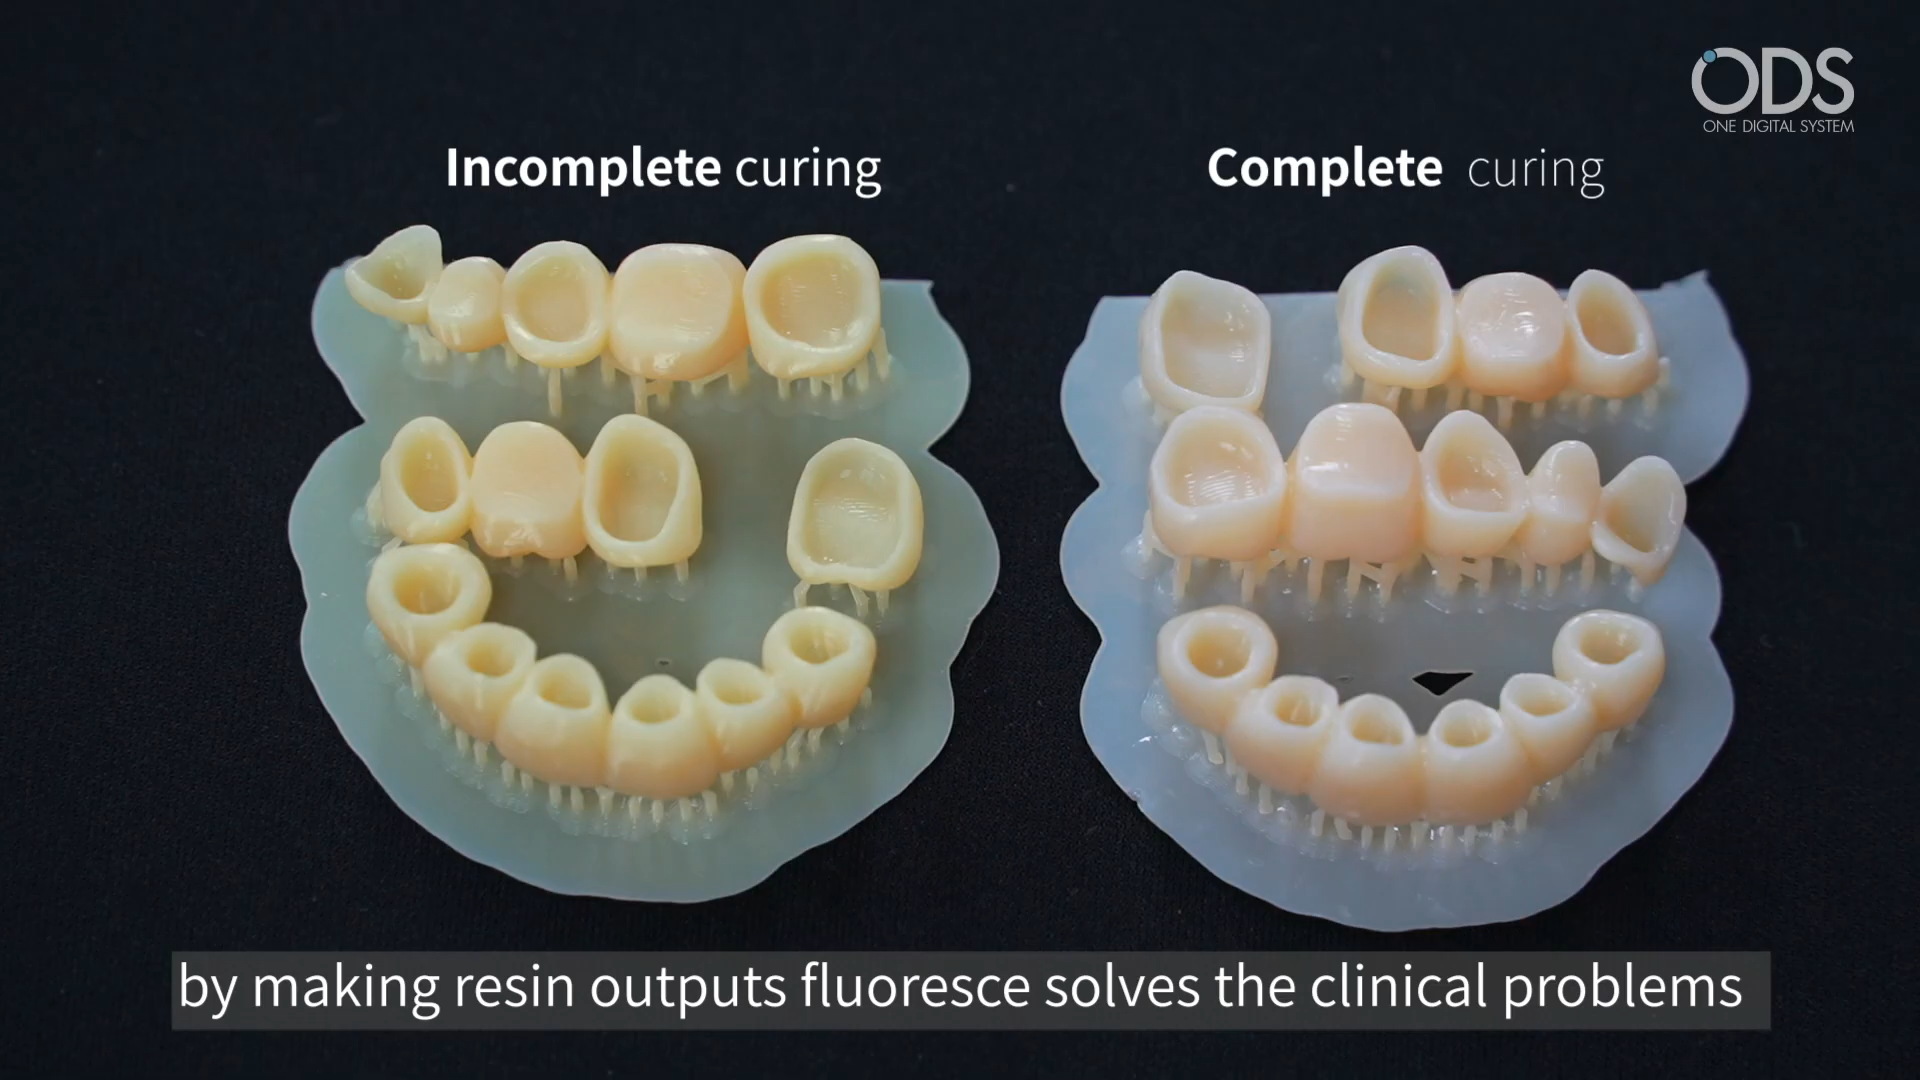 ODS
ONE DIGITAL SYSTEM
Incomplete curing
Complete curing
by making resin outputs fluoresce solves the clinical problems